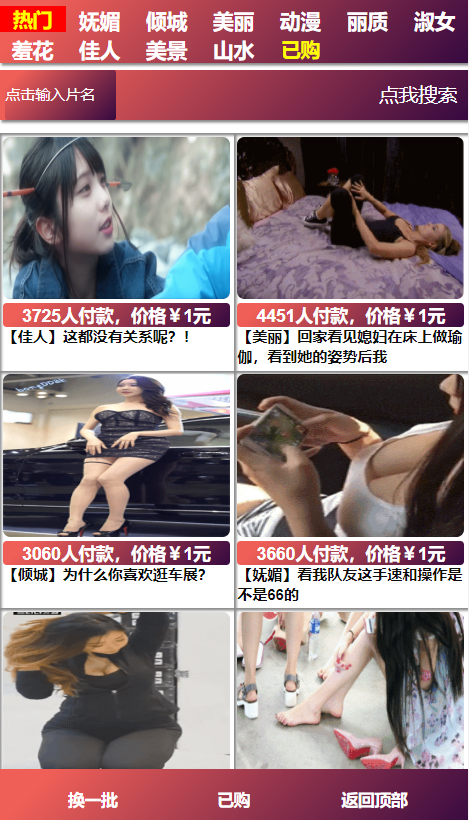 热门 妩媚 倾城 美丽 动漫 丽质 淑女
羞花 佳人 美景 山水 已购
点击输入片名 点我搜索
3725人付款，价格￥1元
【佳人】这都没有关系呢？！
4451人付款，价格￥1元
【美丽】回家看见媳妇在床上做瑜
伽，看到她的姿势后我
3060人付款，价格￥1元
【倾城】为什么你喜欢逛车展？
3660人付款，价格￥1元
【妩媚】看我队友这手速和操作是
不是66的
换一批 已购 返回顶部